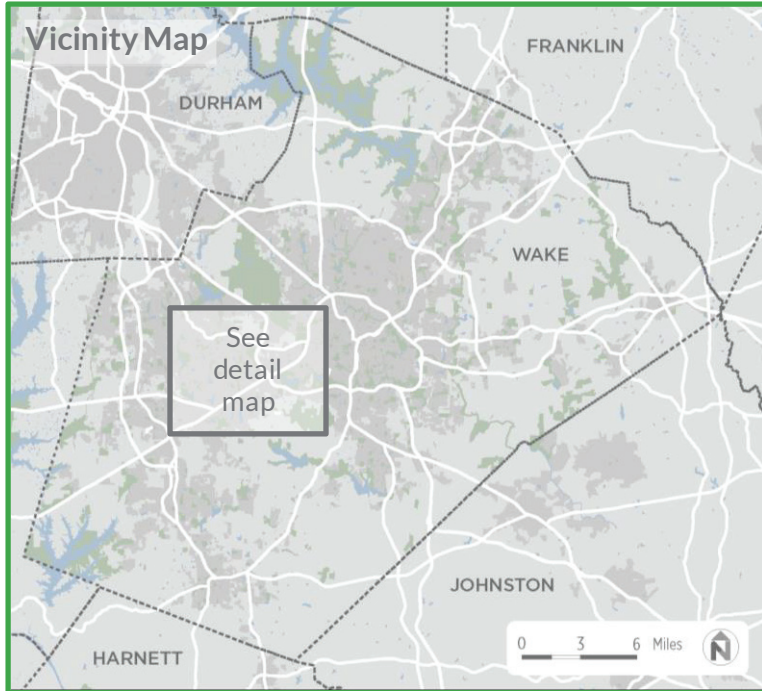 Vicinity Map
FRANKLIN
DURHAM
WAKE
See
detail
map
JOHNSTON
HARNETT
0 3 6 Miles
N